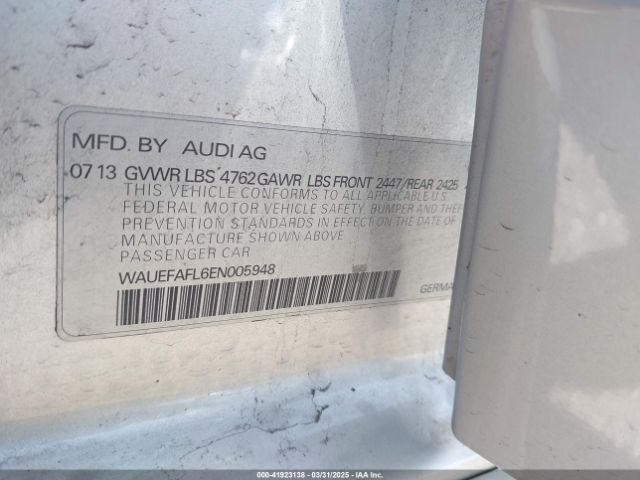 MFD. BY AUDI AG
07 13 GVWR LBS 4762 GAWR LBS FRONT 2447/REAR 2425
THIS VEHICLE CONFORMS TO ALL APPLICABLE U.S.
FEDERAL MOTOR VEHICLE SAFETY, BUMPER AND THEF
PREVENTION STANDARDS IN EFFECT ON THE DATE O
MANUFACTURE SHOWN ABOVE
PASSENGER CAR
WAUEFAFL6EN005948
GERMA
000-41923138 - 03/31/2025 - IAA Inc.